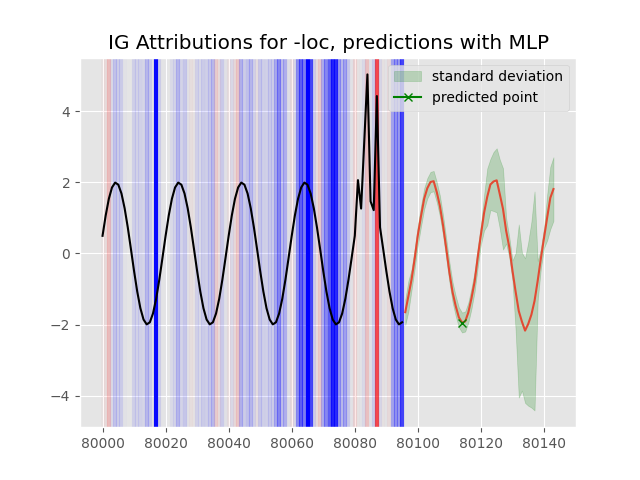 IG Attributions for -loc, predictions with MLP
standard deviation
predicted point
4
2
0
−2
−4
80000 80020 80040 80060 80080 80100 80120 80140